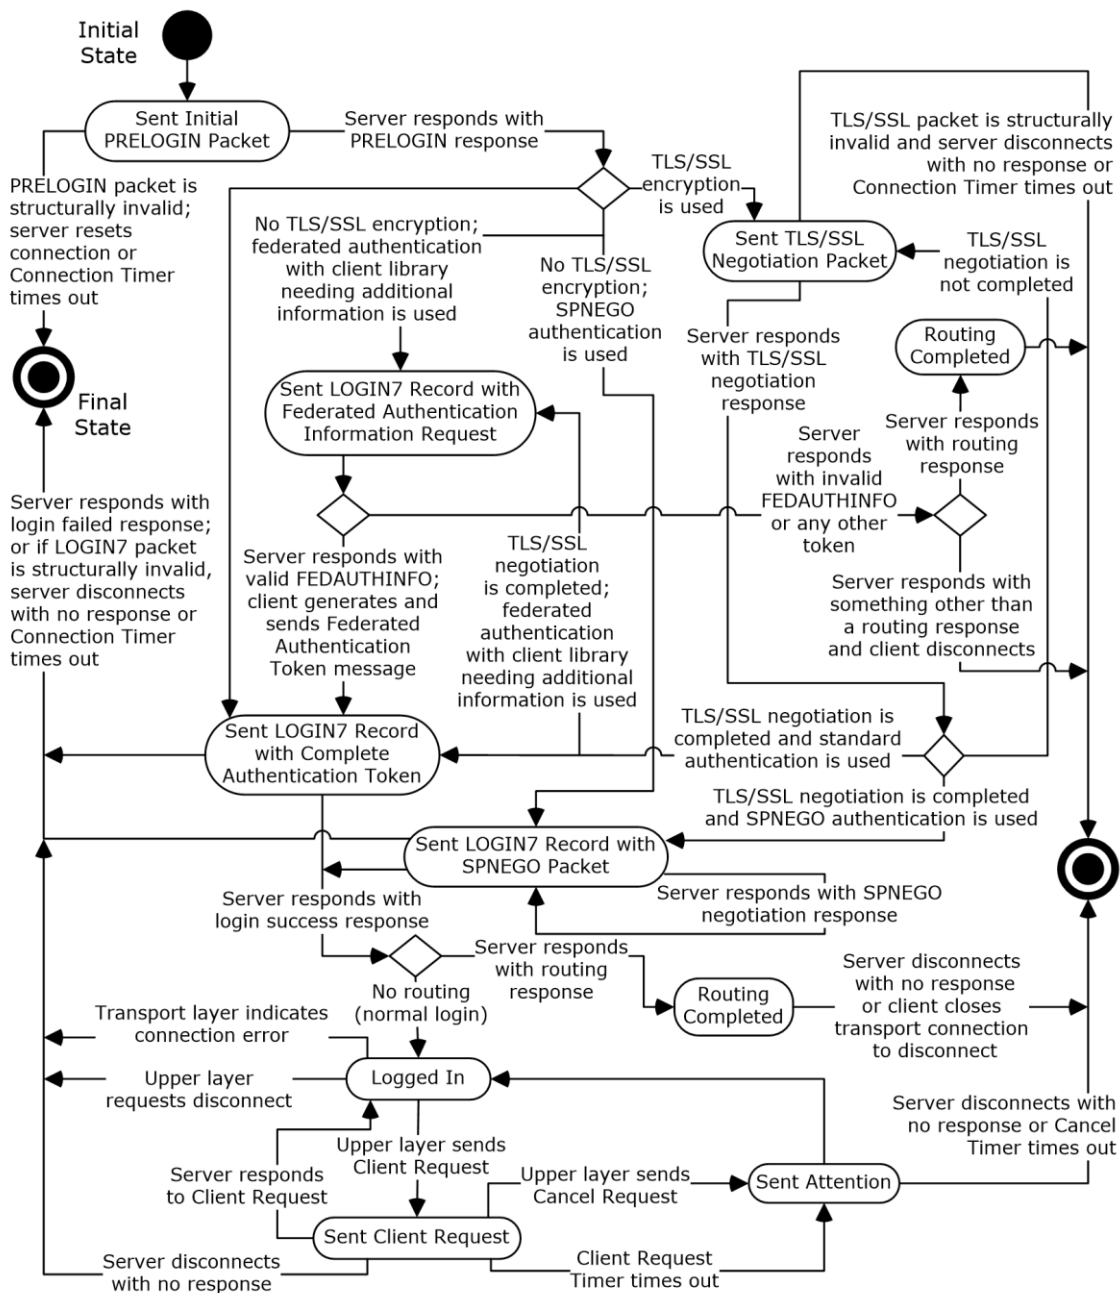 Initial
State
Sent Initial
PRELOGIN Packet
Server responds with
PRELOGIN response
TLS/SSL packet is structurally
invalid and server disconnects
with no response or
Connection Timer times out
PRELOGIN packet is
structurally invalid;
server resets
connection or
Connection Timer
times out
TLS/SSL
encryption
is used
No TLS/SSL encryption;
federated authentication
with client library
needing additional
information is used
Sent TLS/SSL
Negotiation Packet
TLS/SSL
negotiation is
not completed
No TLS/SSL
encryption;
SPNEGO
authentication
is used
Server responds
with TLS/SSL
negotiation
response
Routing
Completed
Final
State
Sent LOGIN7 Record with
Federated Authentication
Information Request
Server responds
with routing
response
Server
responds
with invalid
FEDAUTHINFO
or any other
token
Server responds with
login failed response;
or if LOGIN7 packet
is structurally invalid,
server disconnects
with no response or
Connection Timer
times out
Server responds with
valid FEDAUTHINFO;
client generates and
sends Federated
Authentication
Token message
TLS/SSL
negotiation
is completed;
federated
authentication
with client library
needing additional
information is used
Server responds with
something other than
a routing response
and client disconnects
Sent LOGIN7 Record
with Complete
Authentication Token
TLS/SSL negotiation is
completed and standard
authentication is used
TLS/SSL negotiation is completed
and SPNEGO authentication is used
Sent LOGIN7 Record with
SPNEGO Packet
Server responds with SPNEGO
negotiation response
Server responds with
login success response
Server responds
with routing
response
No routing
(normal login)
Routing
Completed
Server disconnects
with no response
or client closes
transport connection
to disconnect
Transport layer indicates
connection error
Upper layer
requests disconnect
Logged In
Server disconnects with
no response or Cancel
Timer times out
Upper layer sends
Client Request
Server responds
to Client Request
Upper layer sends
Cancel Request
Sent Attention
Sent Client Request
Server disconnects
with no response
Client Request
Timer times out